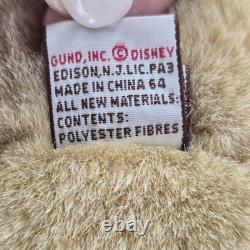 GUND, INC.© DISNEY
EDISON, N.J.LIC.PA3
MADE IN CHINA 64
ALL NEW MATERIALS:
CONTENTS:
POLYESTER FIBRES